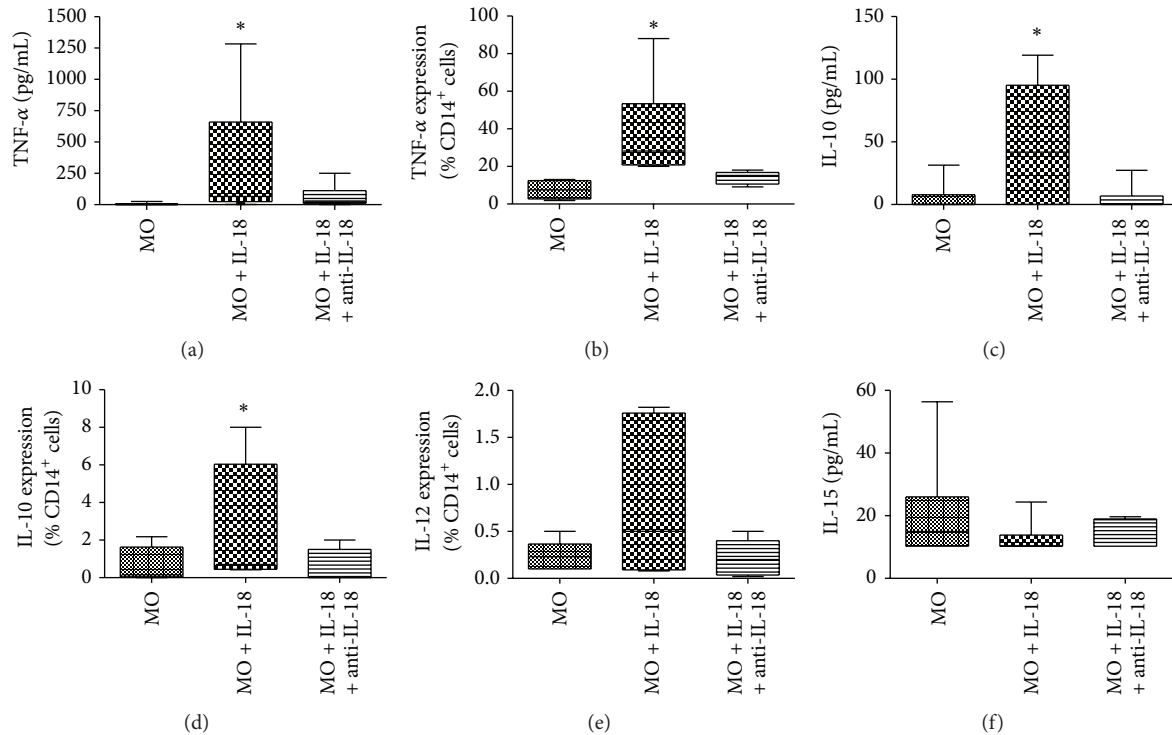 TNF-α (pg/mL)
1500
1250
1000
750
500
250
0
*
MO
MO + IL-18
MO + IL-18
+ anti-IL-18
(a)
TNF-α expression
(% CD14⁺ cells)
100
80
60
40
20
0
*
MO
MO + IL-18
MO + IL-18
+ anti-IL-18
(b)
IL-10 (pg/mL)
150
100
50
0
*
MO
MO + IL-18
MO + IL-18
+ anti-IL-18
(c)
IL-10 expression
(% CD14⁺ cells)
10
8
6
4
2
0
*
MO
MO + IL-18
MO + IL-18
+ anti-IL-18
(d)
IL-12 expression
(% CD14⁺ cells)
2.0
1.5
1.0
0.5
0.0
MO
MO + IL-18
MO + IL-18
+ anti-IL-18
(e)
IL-15 (pg/mL)
60
40
20
0
MO
MO + IL-18
MO + IL-18
+ anti-IL-18
(f)